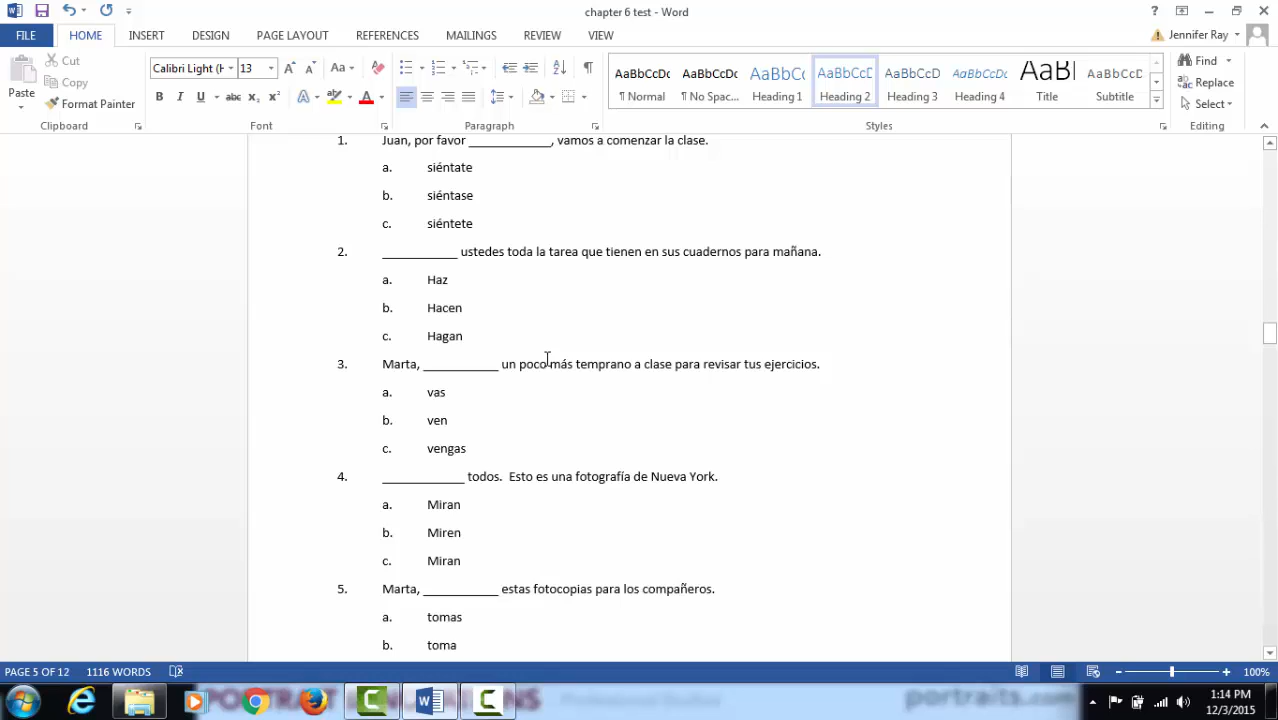 chapter 6 test - Word
FILE HOME INSERT DESIGN PAGE LAYOUT REFERENCES MAILINGS REVIEW VIEW Jennifer Ray
Cut
Copy
Paste
Format Painter
Clipboard
Calibri Light (H 13
Font
Paragraph
AaBbCcDc AaBbCcDc AaBbCc AaBbCcD AaBbCcD AaBbCcD AaBl AaBbCcD
¶ Normal ¶ No Spac... Heading 1 Heading 2 Heading 3 Heading 4 Title Subtitle
Styles
Find
Replace
Select
Editing
1. Juan, por favor ____________, vamos a comenzar la clase.
a. siéntate
b. siéntase
c. siéntete
2. ___________ ustedes toda la tarea que tienen en sus cuadernos para mañana.
a. Haz
b. Hacen
c. Hagan
3. Marta, ___________ un poco más temprano a clase para revisar tus ejercicios.
a. vas
b. ven
c. vengas
4. ____________ todos. Esto es una fotografía de Nueva York.
a. Miran
b. Miren
c. Miran
5. Marta, ___________ estas fotocopias para los compañeros.
a. tomas
b. toma
PAGE 5 OF 12 1116 WORDS 100%
portraits.com
1:14 PM
12/3/2015